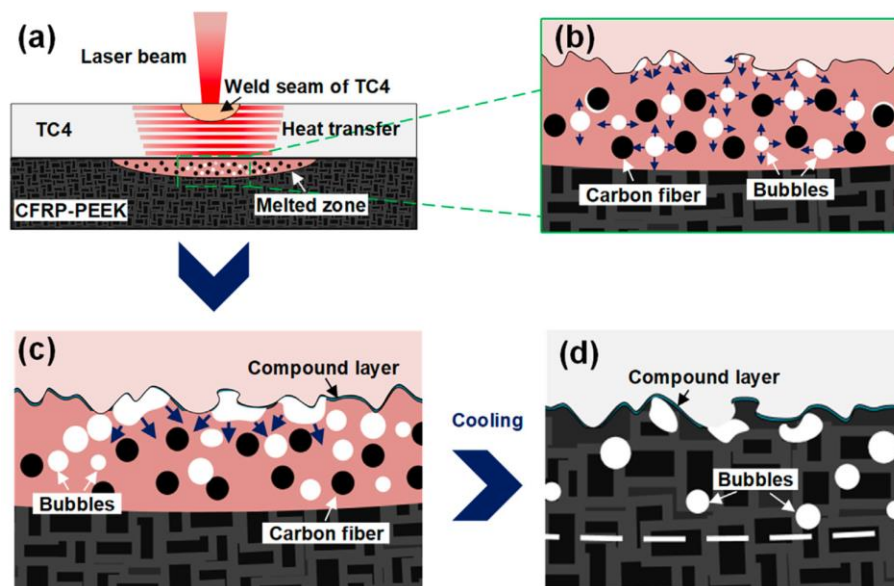 (a)
Laser beam
Weld seam of TC4
TC4
Heat transfer
CFRP-PEEK
Melted zone
(b)
Carbon fiber
Bubbles
(c)
Compound layer
Bubbles
Carbon fiber
Cooling
(d)
Compound layer
Bubbles